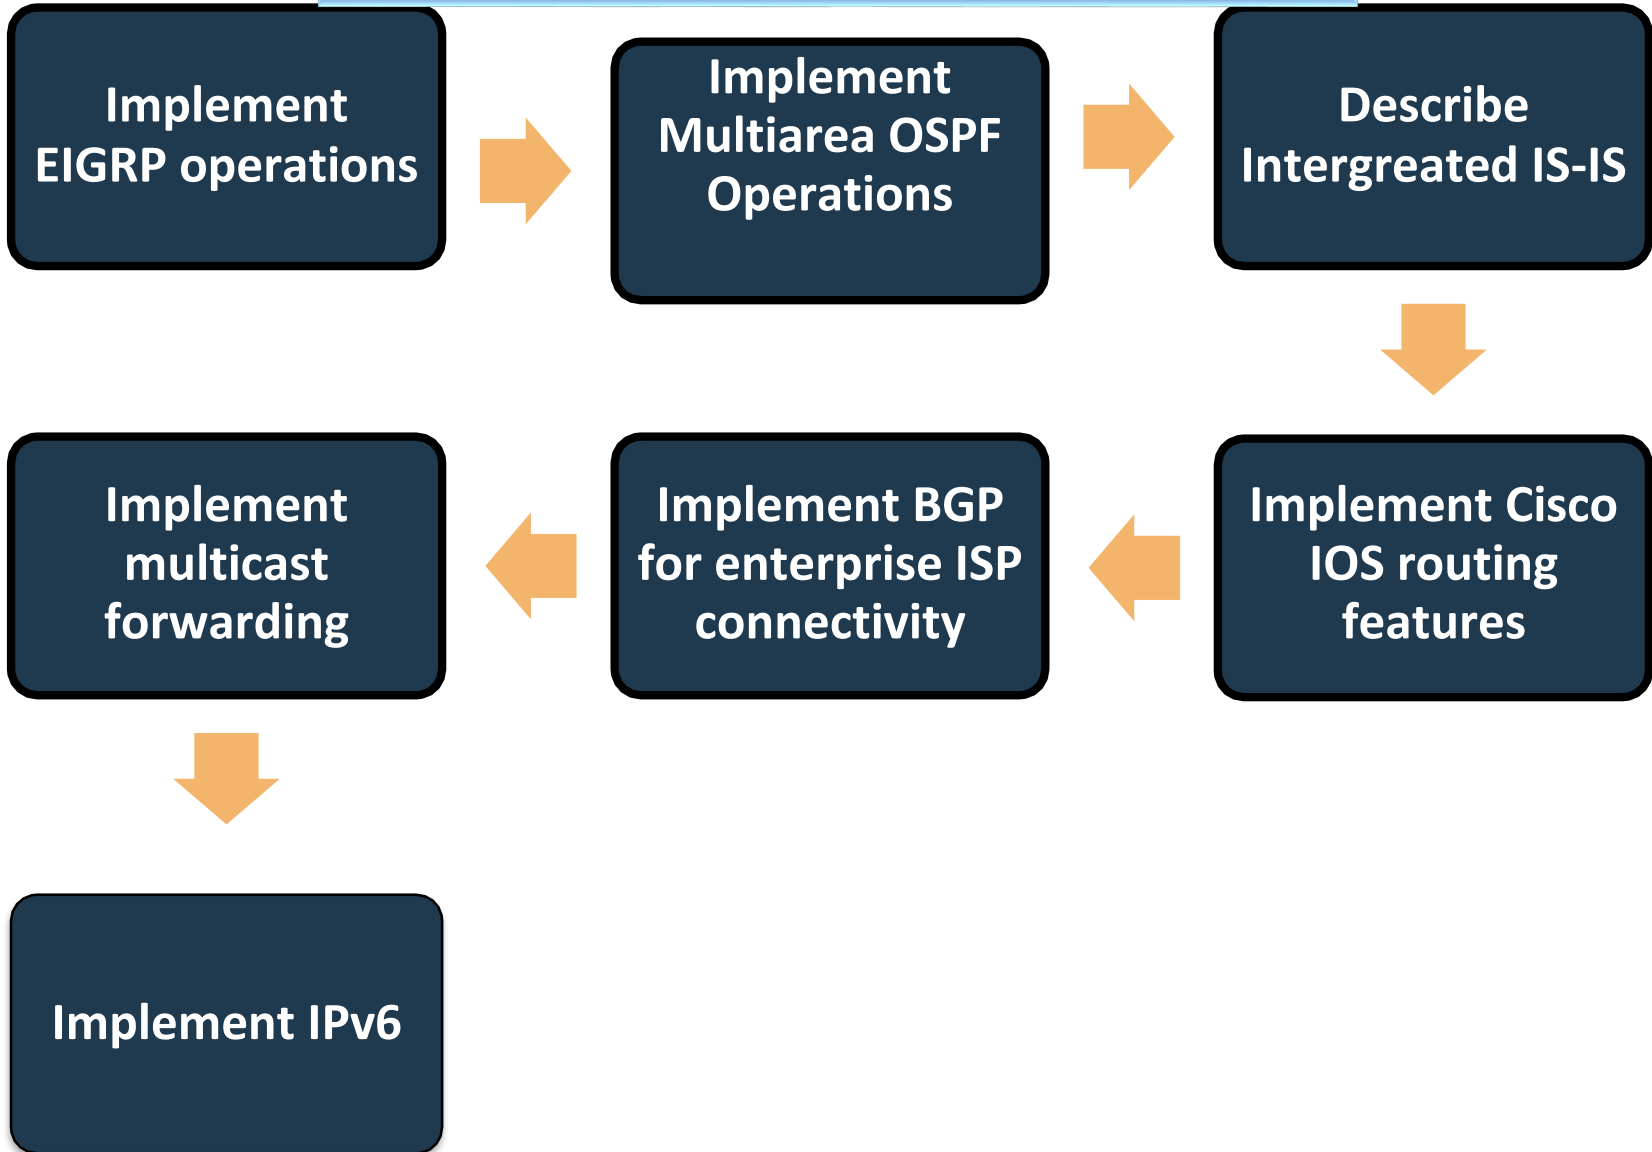 Implement
EIGRP operations
Implement
Multiarea OSPF
Operations
Describe
Intergreated IS-IS
Implement Cisco
IOS routing
features
Implement BGP
for enterprise ISP
connectivity
Implement
multicast
forwarding
Implement IPv6